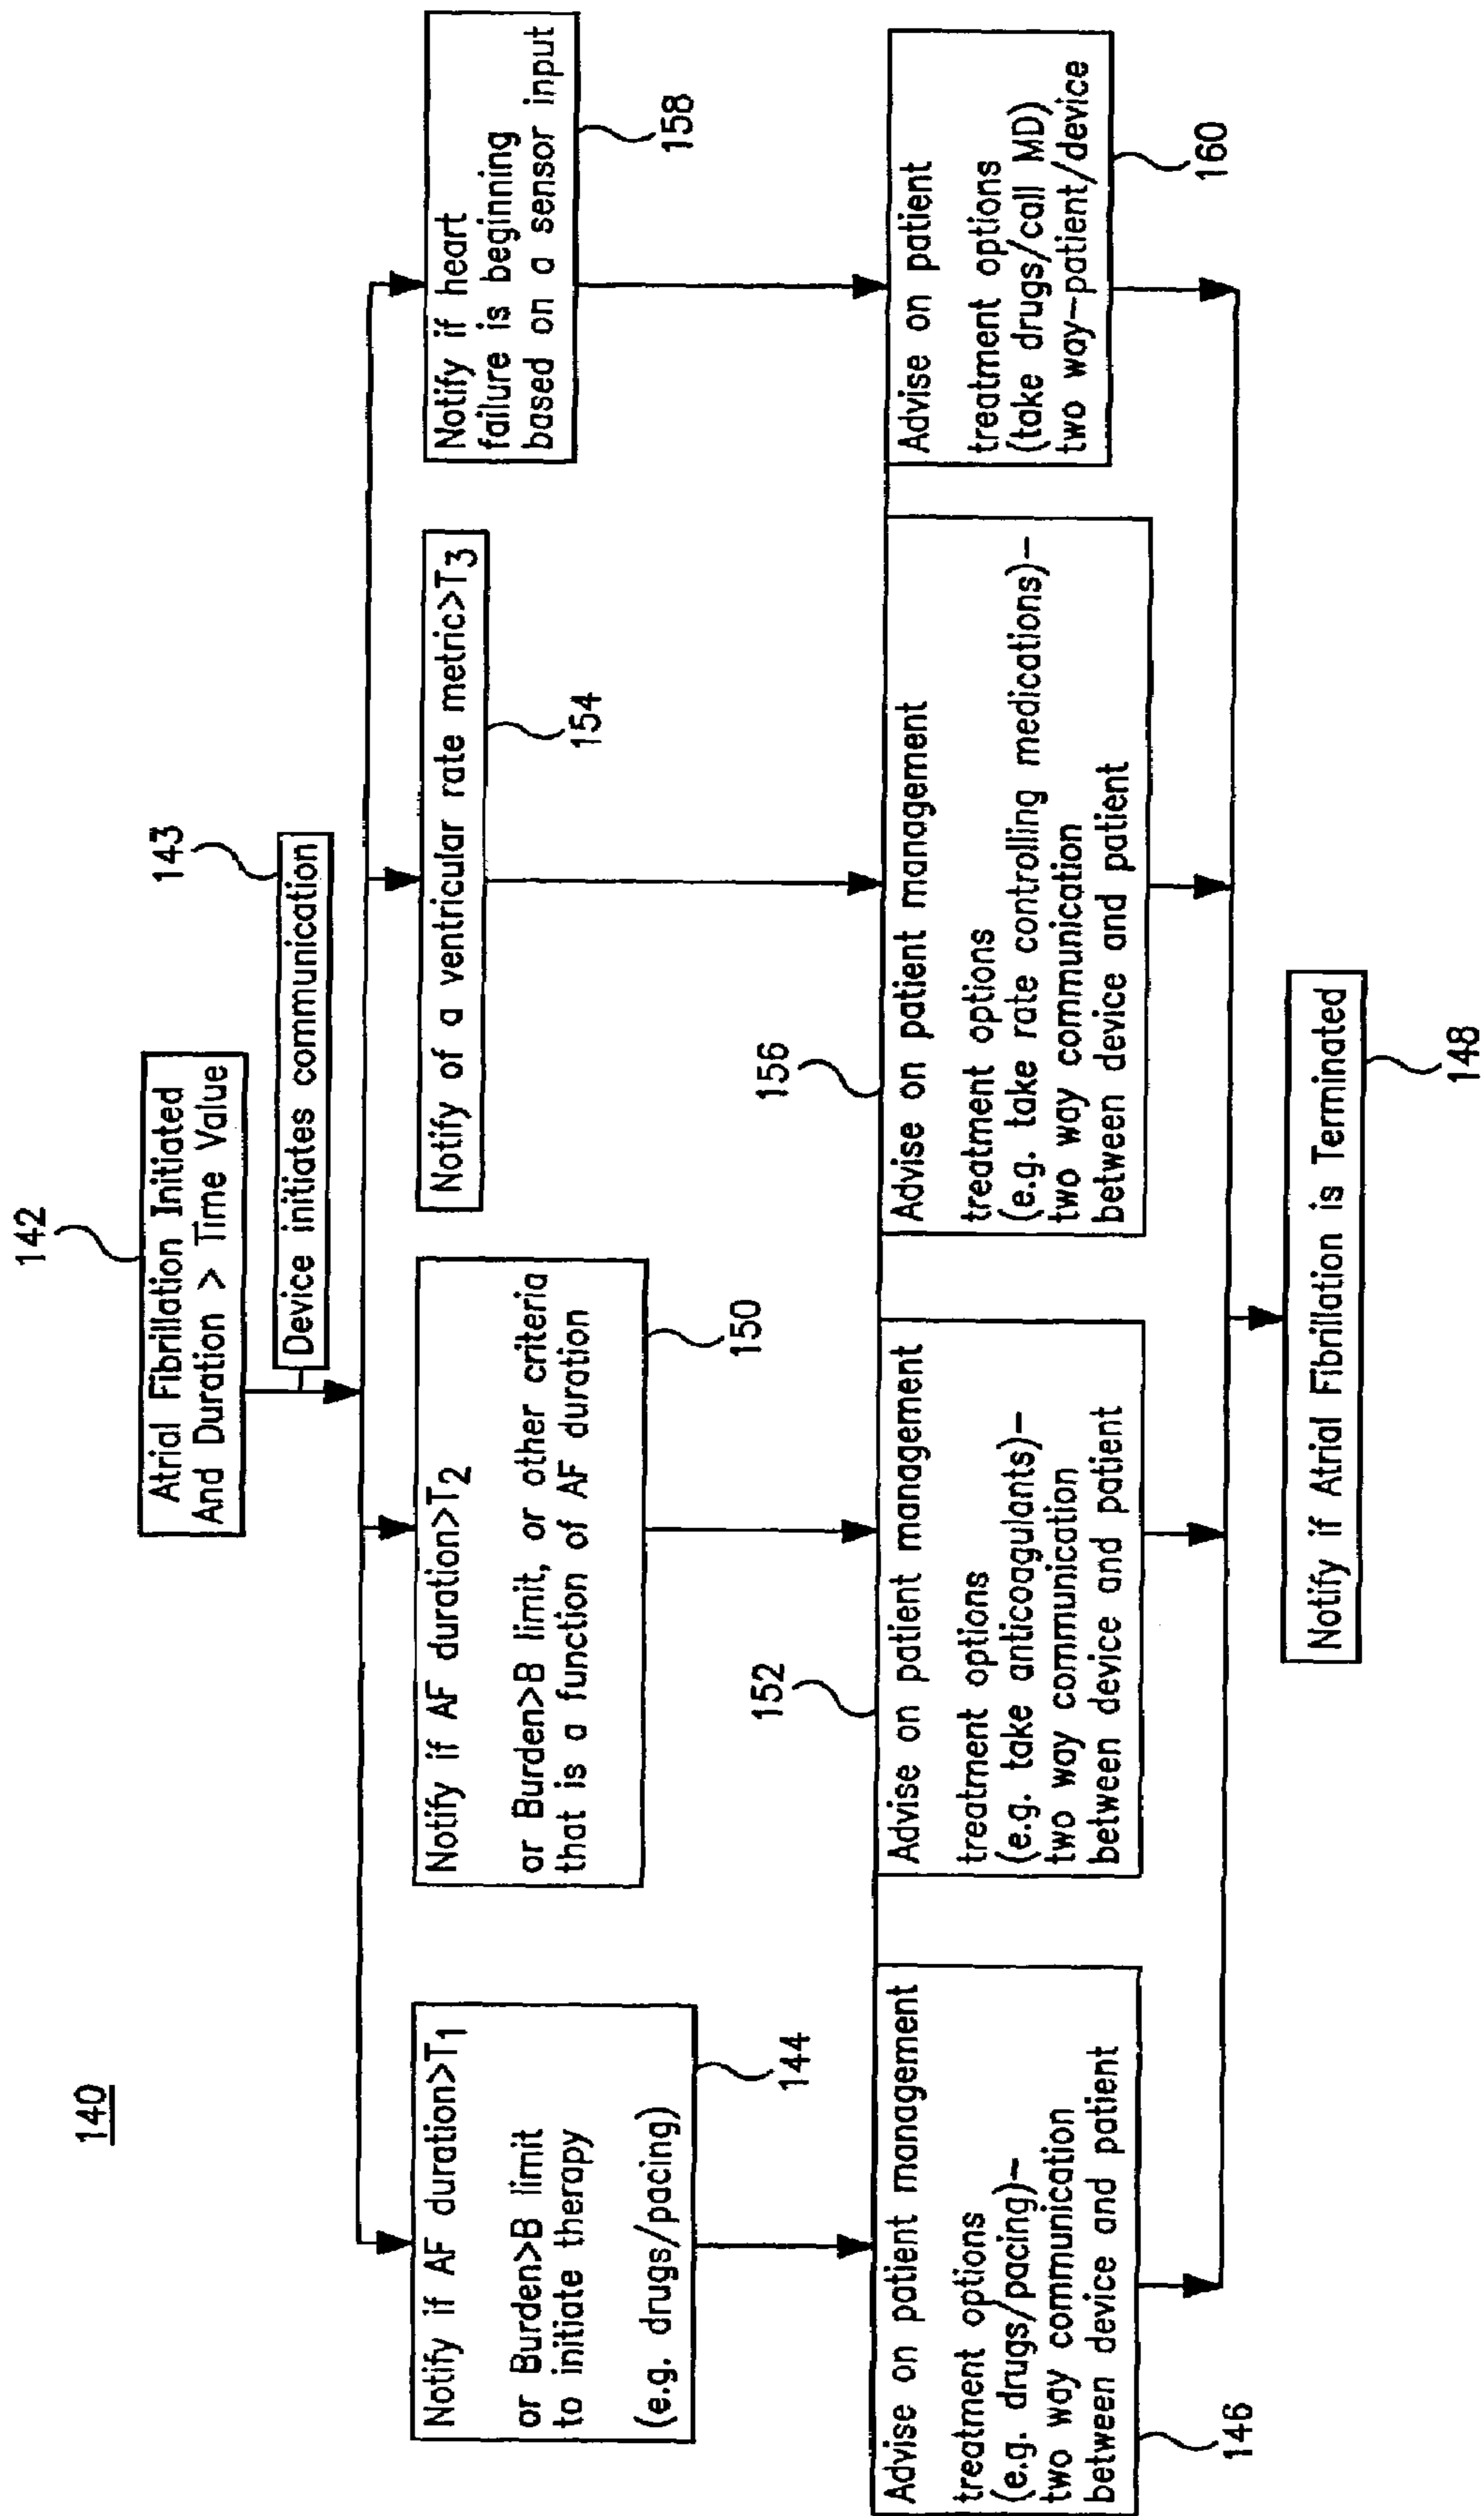 140
142
Atrial Fibrillation Initiated
And Duration > Time Value
143
Device initiates communication
Notify if AF duration>T1
or Burden>B limit
to initiate therapy
(e.g. drugs/pacing)
144
Notify if AF duration>T2
or Burden>B limit, or other criteria
that is a function of AF duration
150
Notify of a ventricular rate metric>T3
154
Notify if heart
failure is beginning
based on a sensor input
158
Advise on patient management
treatment options
(e.g. drugs/pacing)–
two way communication
between device and patient
146
152
Advise on patient management
treatment options
(e.g. take anticoagulants)–
two way communication
between device and patient
156
Advise on patient management
treatment options
(e.g. take rate controlling medications)–
two way communication
between device and patient
Advise on patient
treatment options
(take drugs/call MD)
two way–patient/device
160
Notify if Atrial Fibrillation is Terminated
148